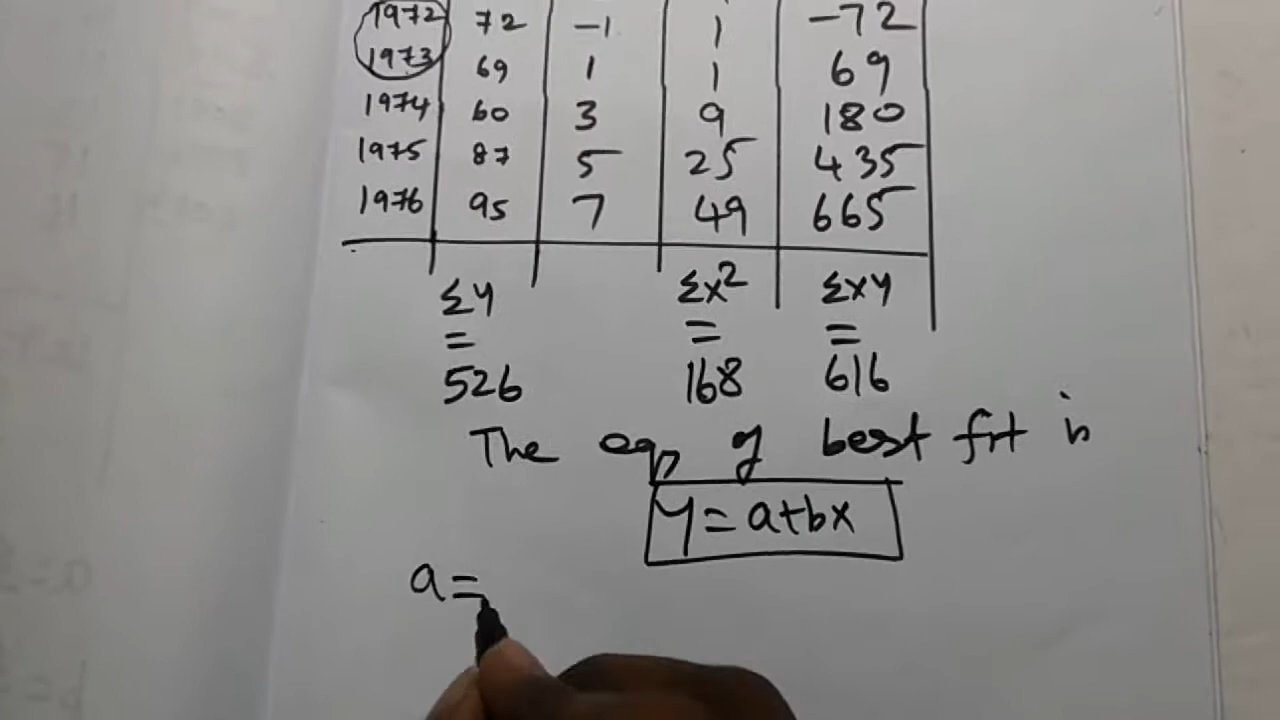 1972 72 -1 1 -72
1973 69 1 1 69
1974 60 3 9 180
1975 87 5 25 435
1976 95 7 49 665
Σy Σx² Σxy
= = =
526 168 616
The eqn of best fit is
y = a+bx
a =